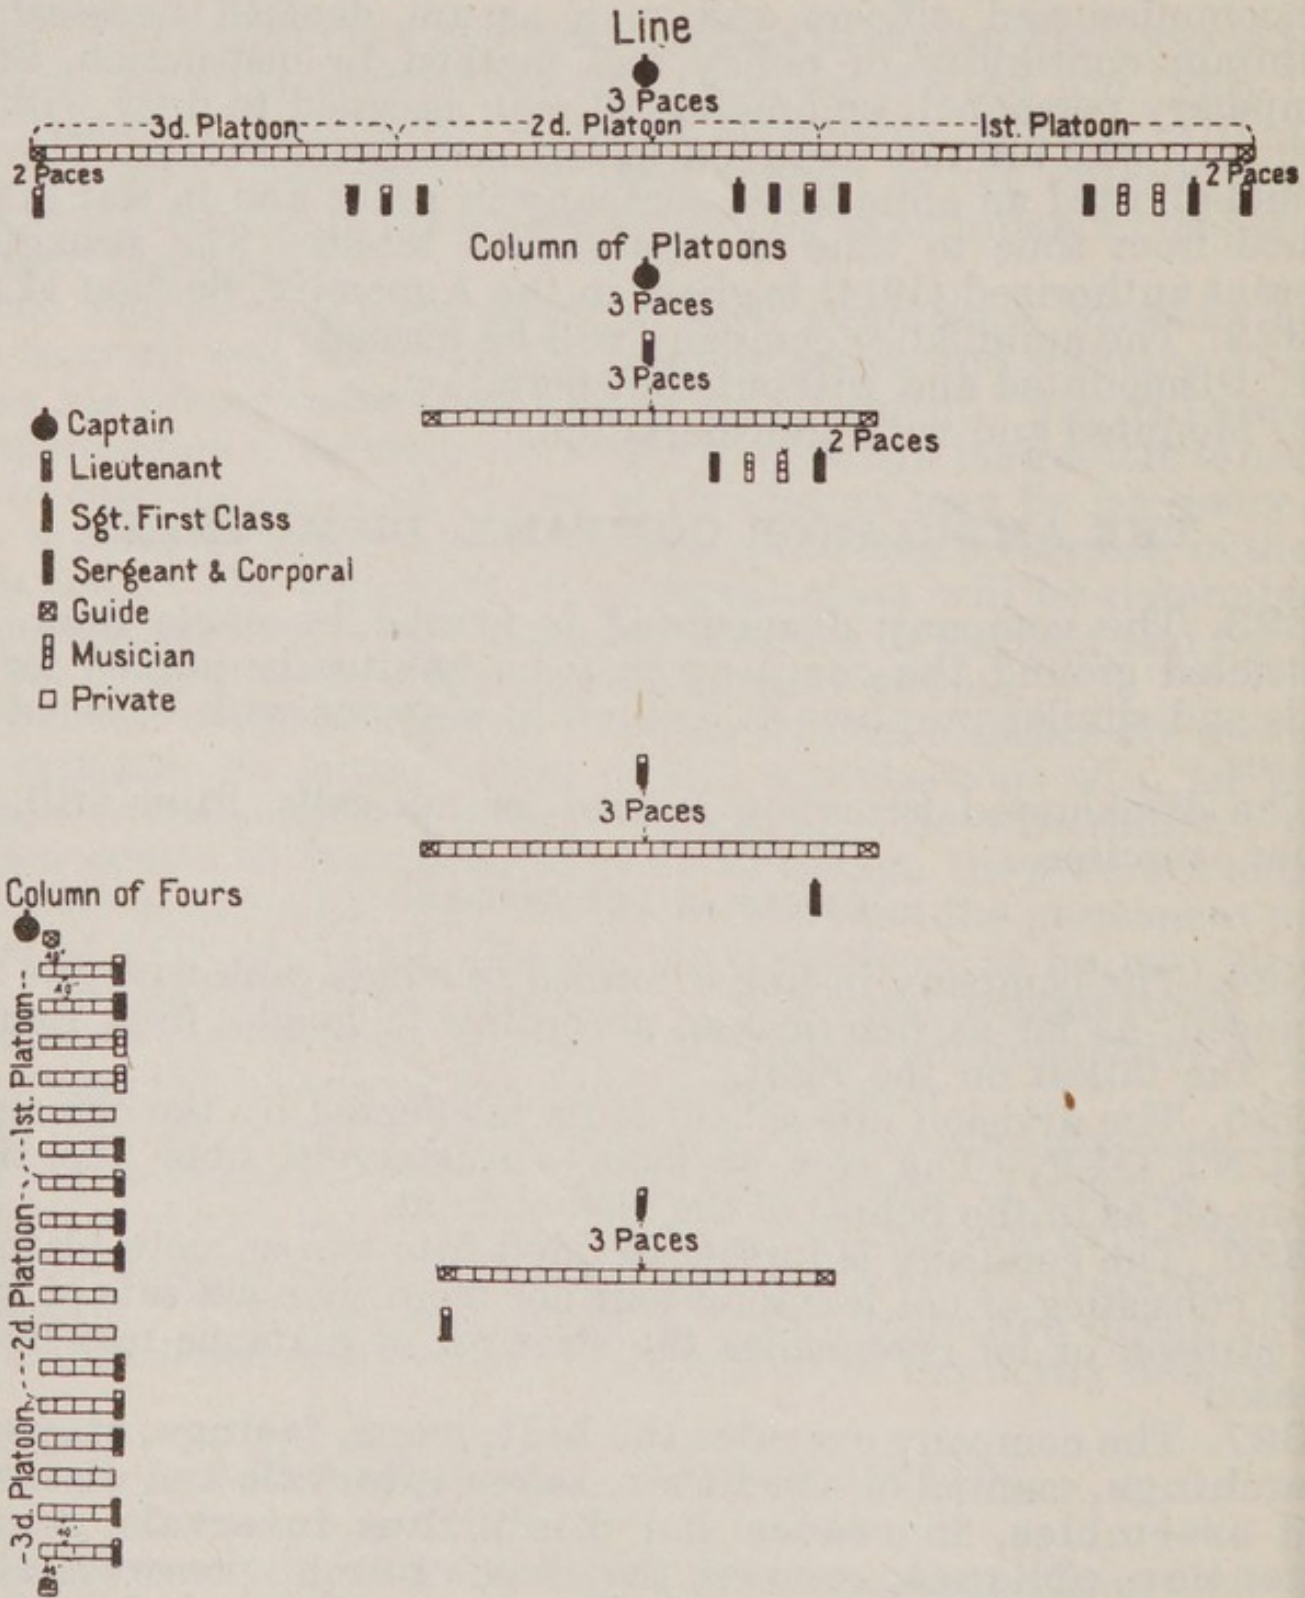 Line
3 Paces
3d. Platoon
2d. Platoon
1st. Platoon
2 Paces
2 Paces
Column of Platoons
3 Paces
3 Paces
2 Paces
Captain
Lieutenant
Sgt. First Class
Sergeant & Corporal
Guide
Musician
Private
3 Paces
Column of Fours
1st. Platoon
2d. Platoon
3d. Platoon
3 Paces